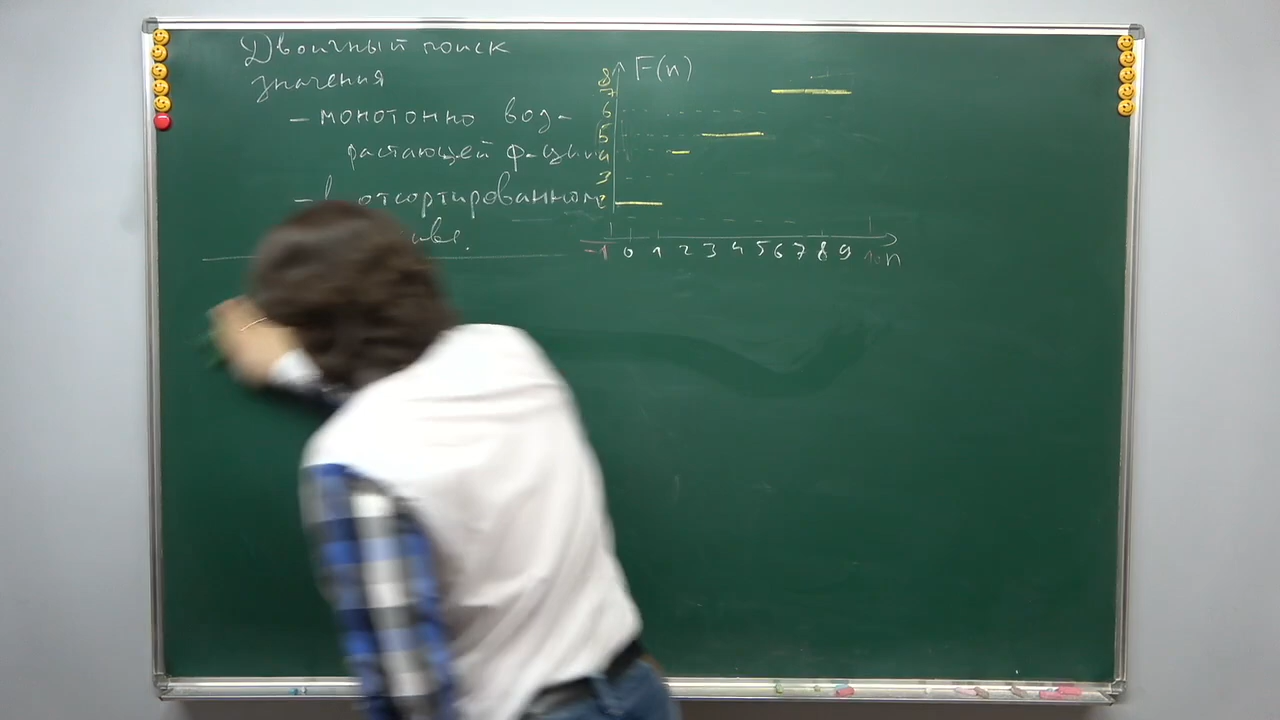 Двоичный поиск
значения
- монотонно воз-
растающей ф-ции
- в отсортированном
F(n)
8
7
6
5
4
3
2
-1 0 1 2 3 4 5 6 7 8 9 10 n